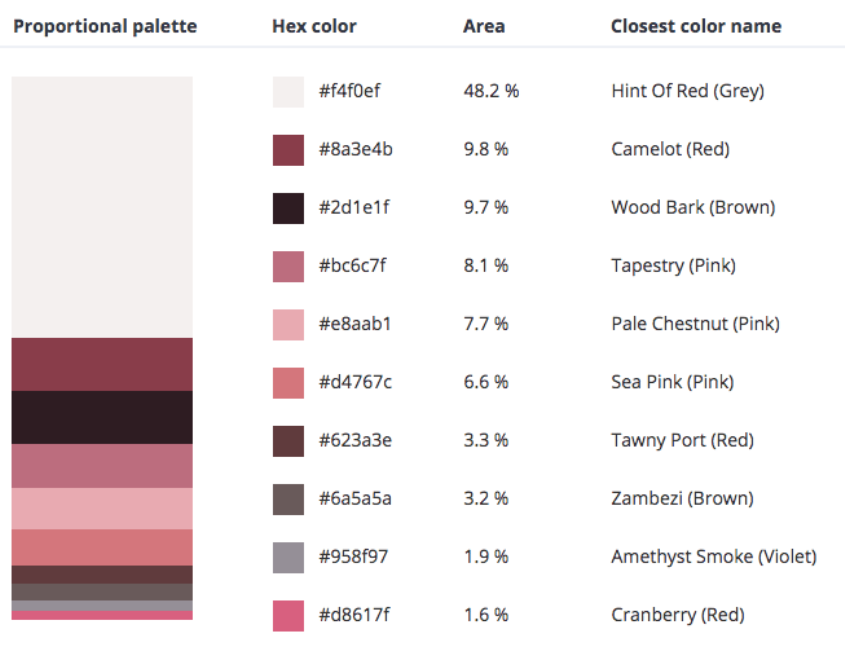 Proportional palette Hex color Area Closest color name
#f4f0ef 48.2 % Hint Of Red (Grey)
#8a3e4b 9.8 % Camelot (Red)
#2d1e1f 9.7 % Wood Bark (Brown)
#bc6c7f 8.1 % Tapestry (Pink)
#e8aab1 7.7 % Pale Chestnut (Pink)
#d4767c 6.6 % Sea Pink (Pink)
#623a3e 3.3 % Tawny Port (Red)
#6a5a5a 3.2 % Zambezi (Brown)
#958f97 1.9 % Amethyst Smoke (Violet)
#d8617f 1.6 % Cranberry (Red)